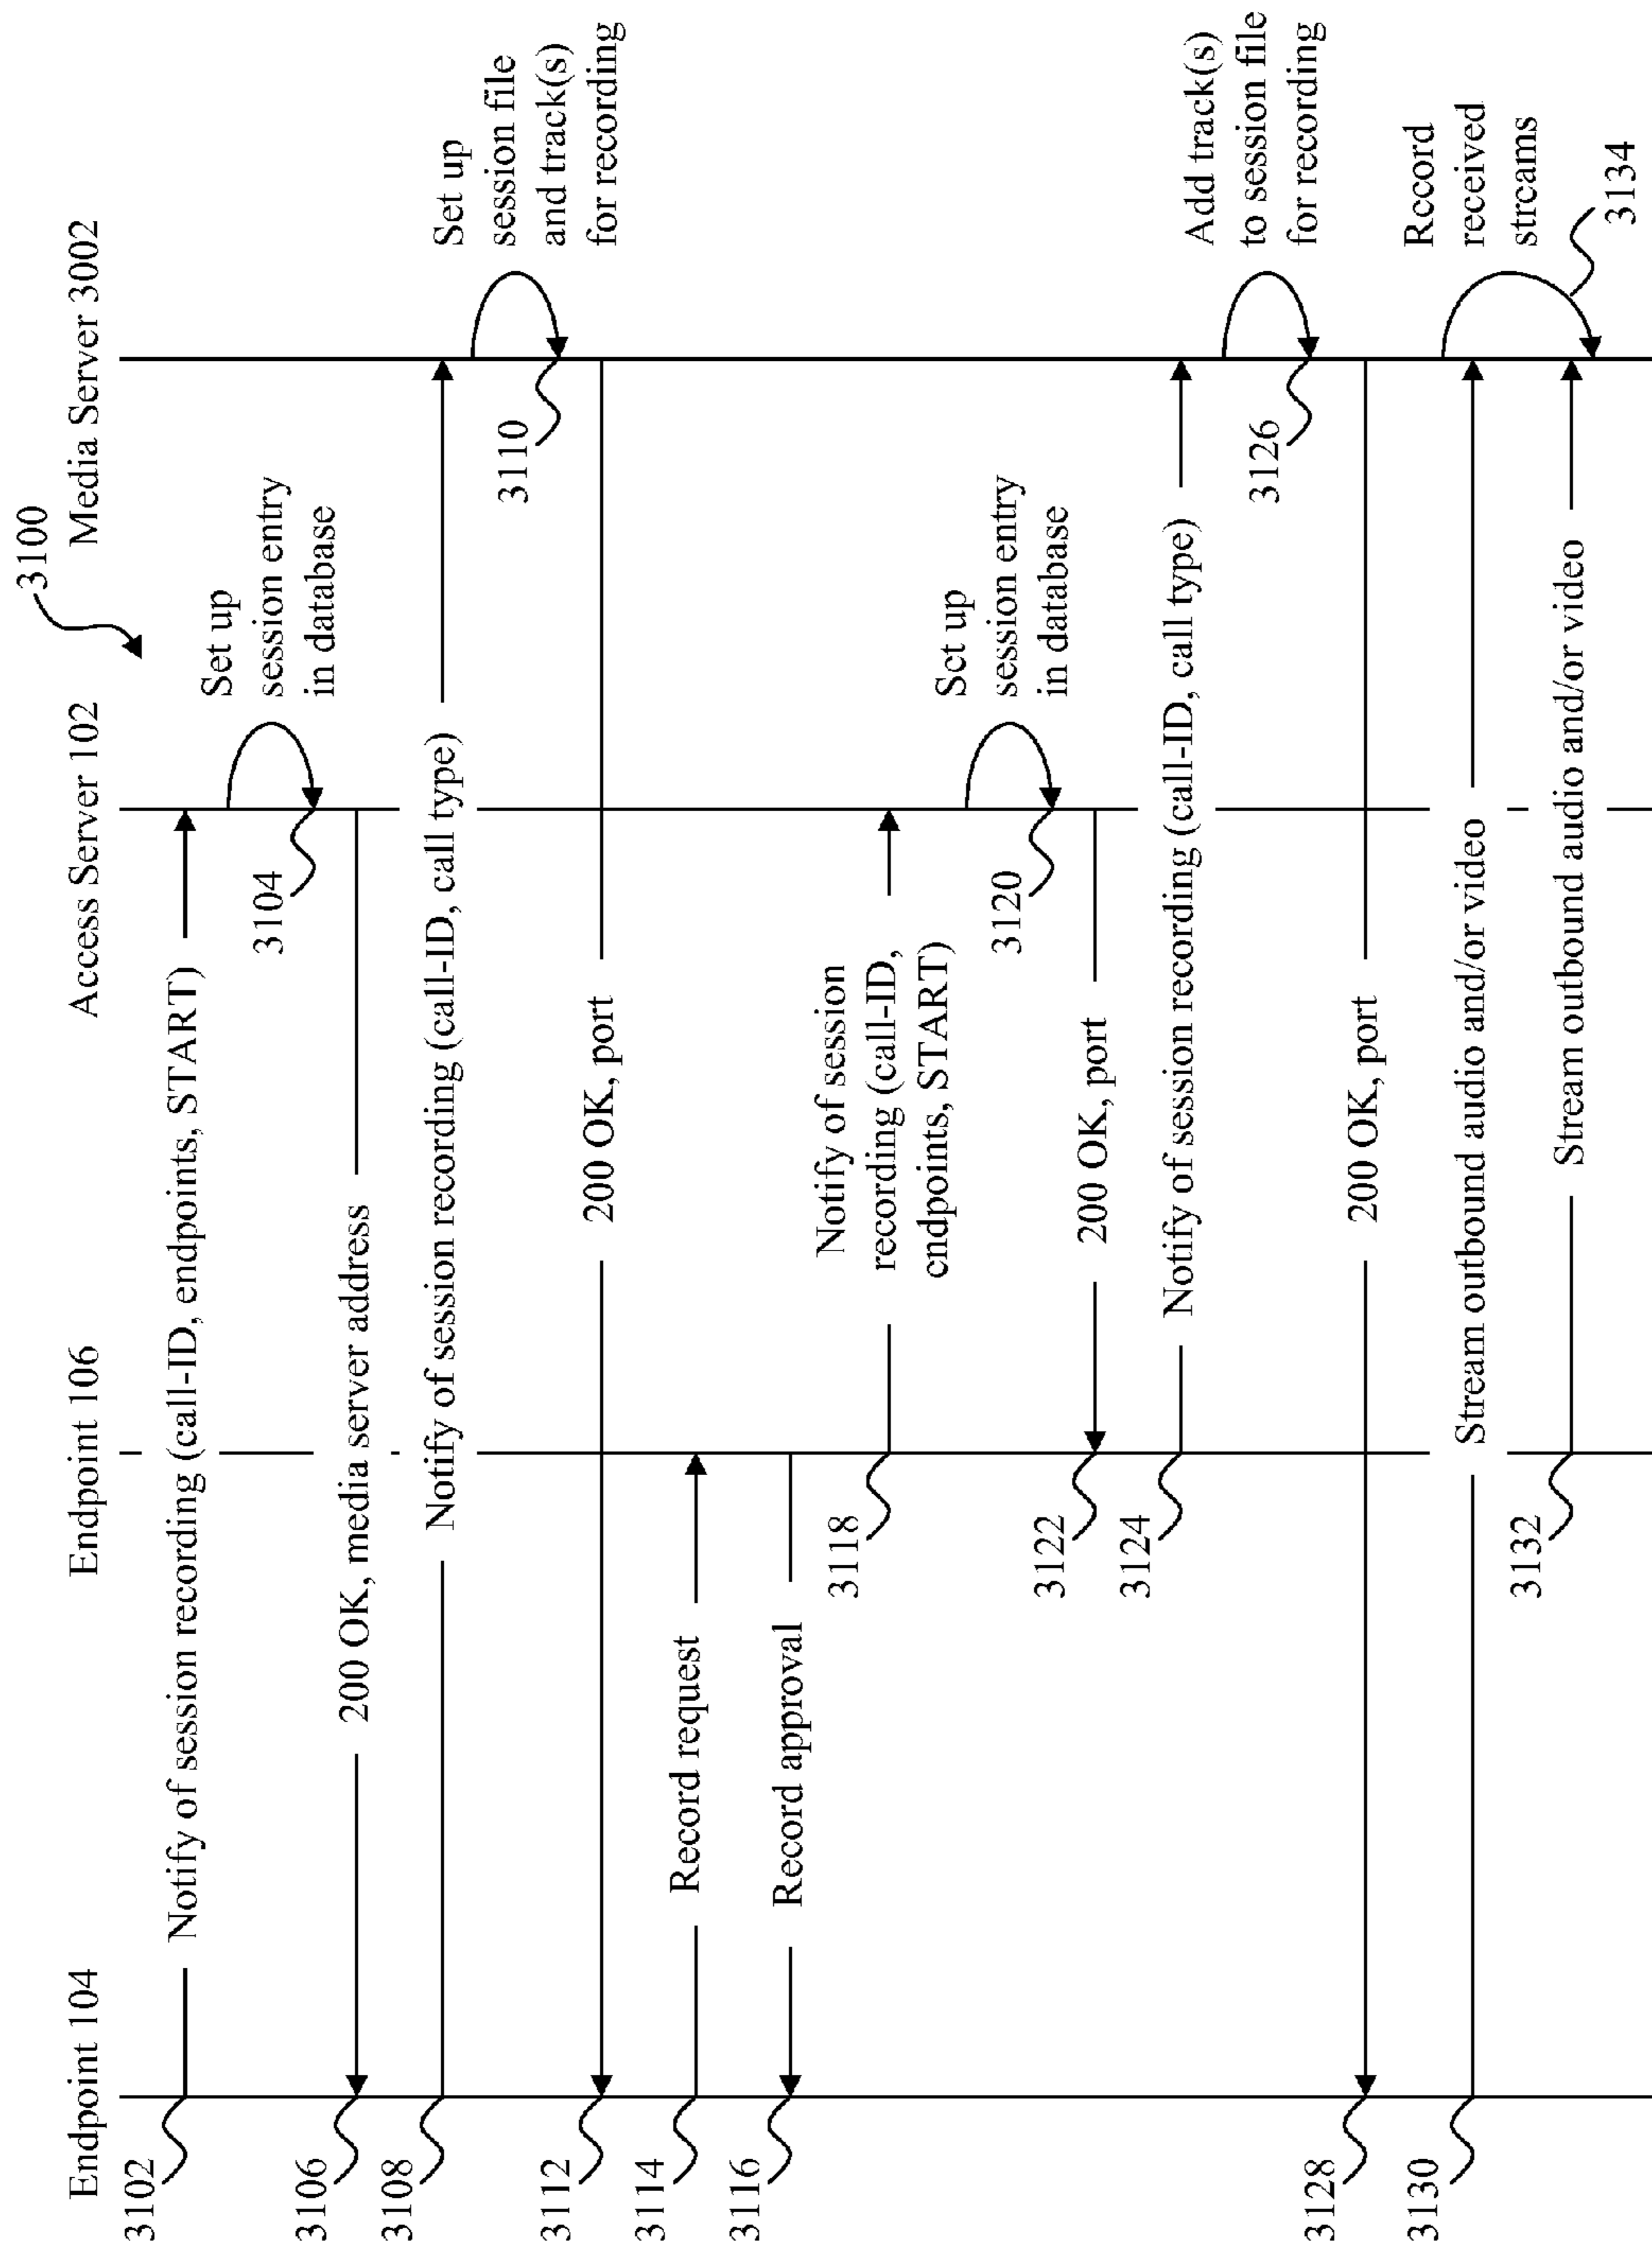 3100
Endpoint 104
Endpoint 106
Access Server 102
Media Server 3002
3102
Notify of session recording (call-ID, endpoints, START)
Set up
session entry
in database
3104
3106
200 OK, media server address
3108
Notify of session recording (call-ID, call type)
Set up
session file
and track(s)
for recording
3110
3112
200 OK, port
3114
Record request
3116
Record approval
3118
Notify of session
recording (call-ID,
cndpoints, START)
Sct up
session entry
in database
3120
3122
200 OK, port
3124
Notify of session recording (call-ID, call type)
Add track(s)
to session file
for recording
3126
3128
200 OK, port
3130
Stream outbound audio and/or video
Rccord
received
strcams
3132
Stream outbound audio and/or video
3134